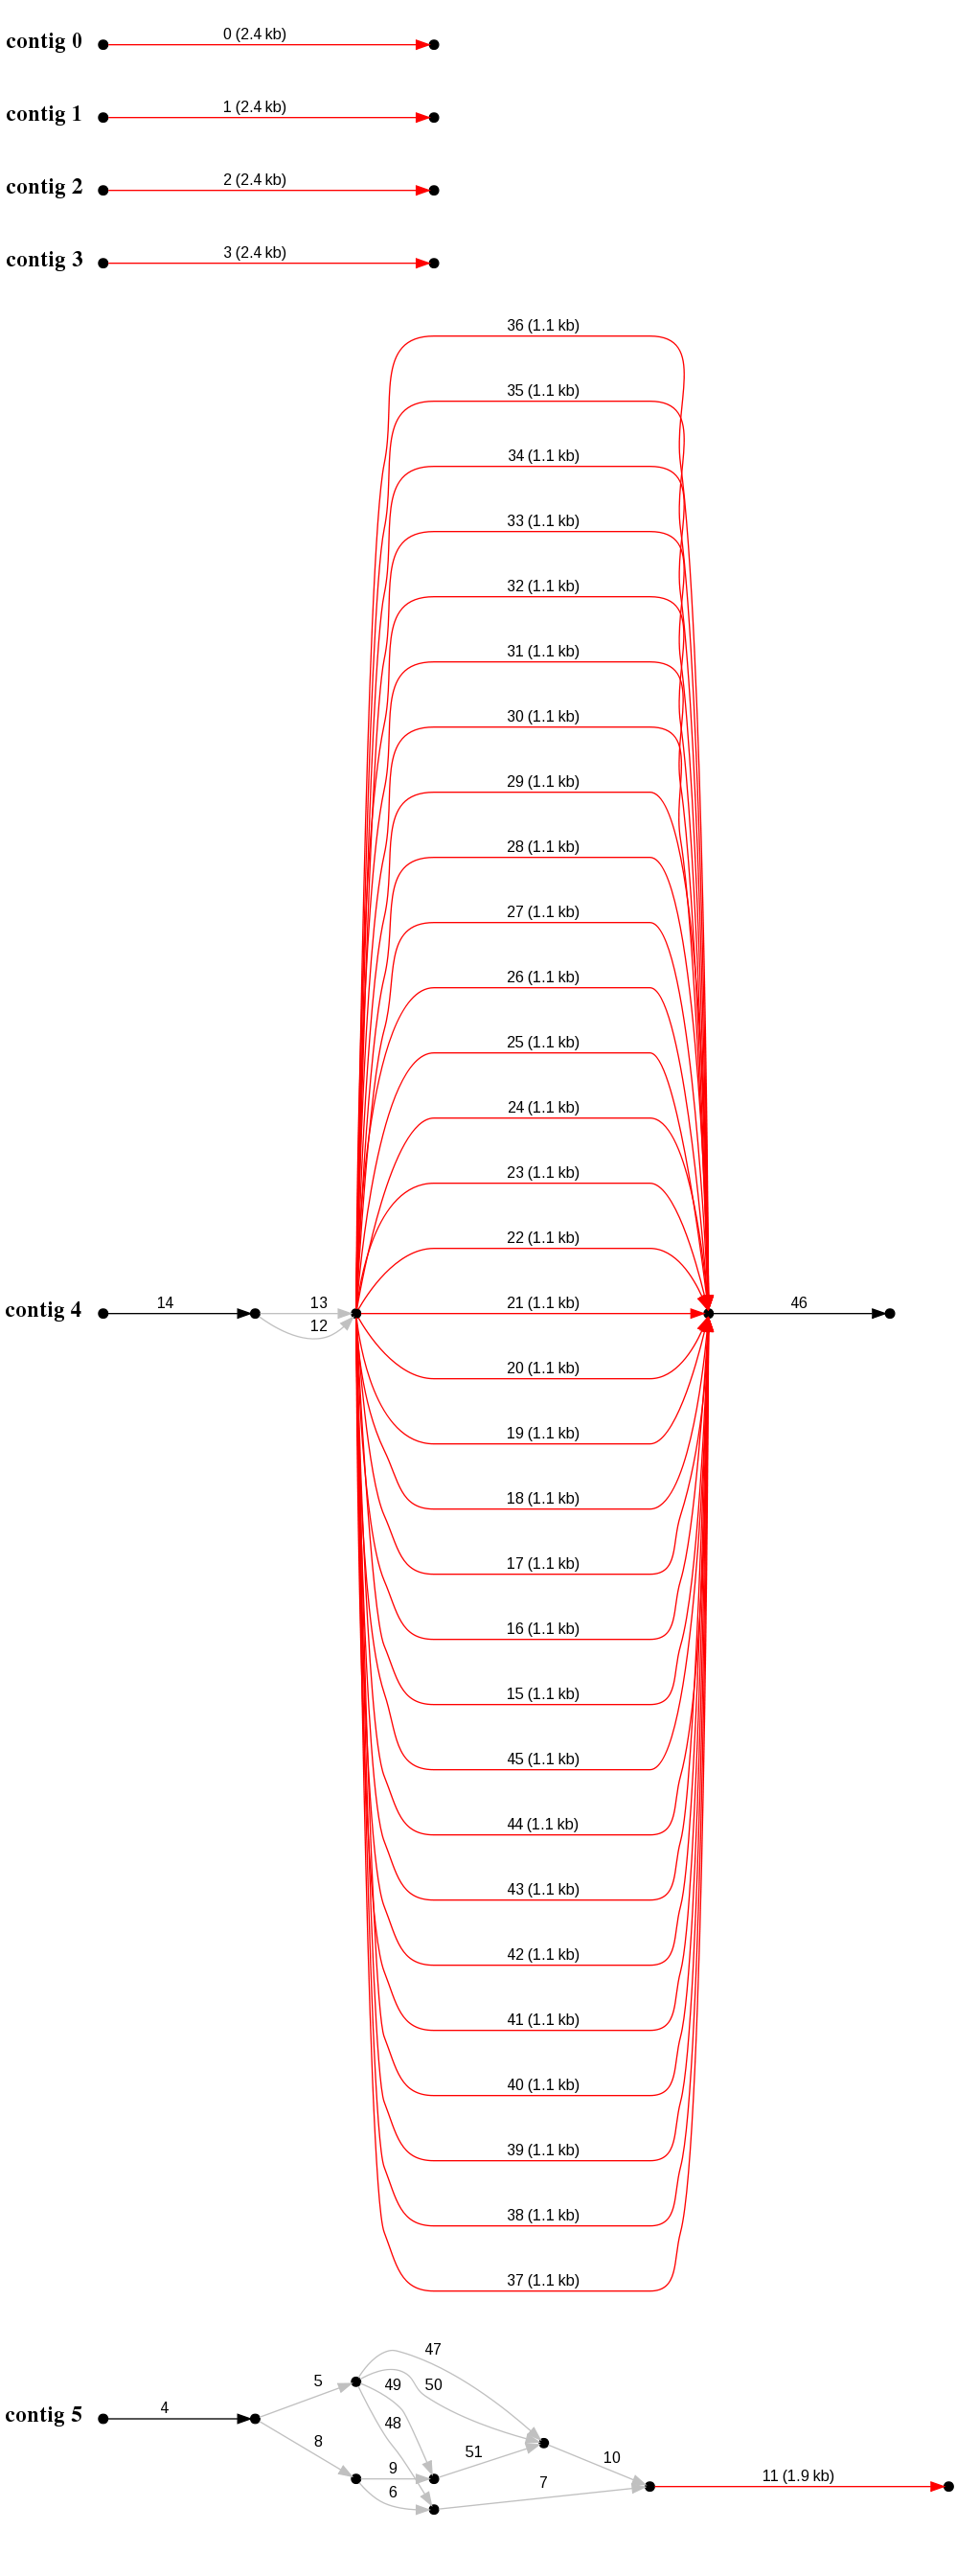 contig 0 0 (2.4 kb)
contig 1 1 (2.4 kb)
contig 2 2 (2.4 kb)
contig 3 3 (2.4 kb)
36 (1.1 kb)
35 (1.1 kb)
34 (1.1 kb)
33 (1.1 kb)
32 (1.1 kb)
31 (1.1 kb)
30 (1.1 kb)
29 (1.1 kb)
28 (1.1 kb)
27 (1.1 kb)
26 (1.1 kb)
25 (1.1 kb)
24 (1.1 kb)
23 (1.1 kb)
22 (1.1 kb)
contig 4 14 13 21 (1.1 kb) 46
12
20 (1.1 kb)
19 (1.1 kb)
18 (1.1 kb)
17 (1.1 kb)
16 (1.1 kb)
15 (1.1 kb)
45 (1.1 kb)
44 (1.1 kb)
43 (1.1 kb)
42 (1.1 kb)
41 (1.1 kb)
40 (1.1 kb)
39 (1.1 kb)
38 (1.1 kb)
37 (1.1 kb)
47
5 49 50
contig 5 4
48
8
51
10
9 7 11 (1.9 kb)
6